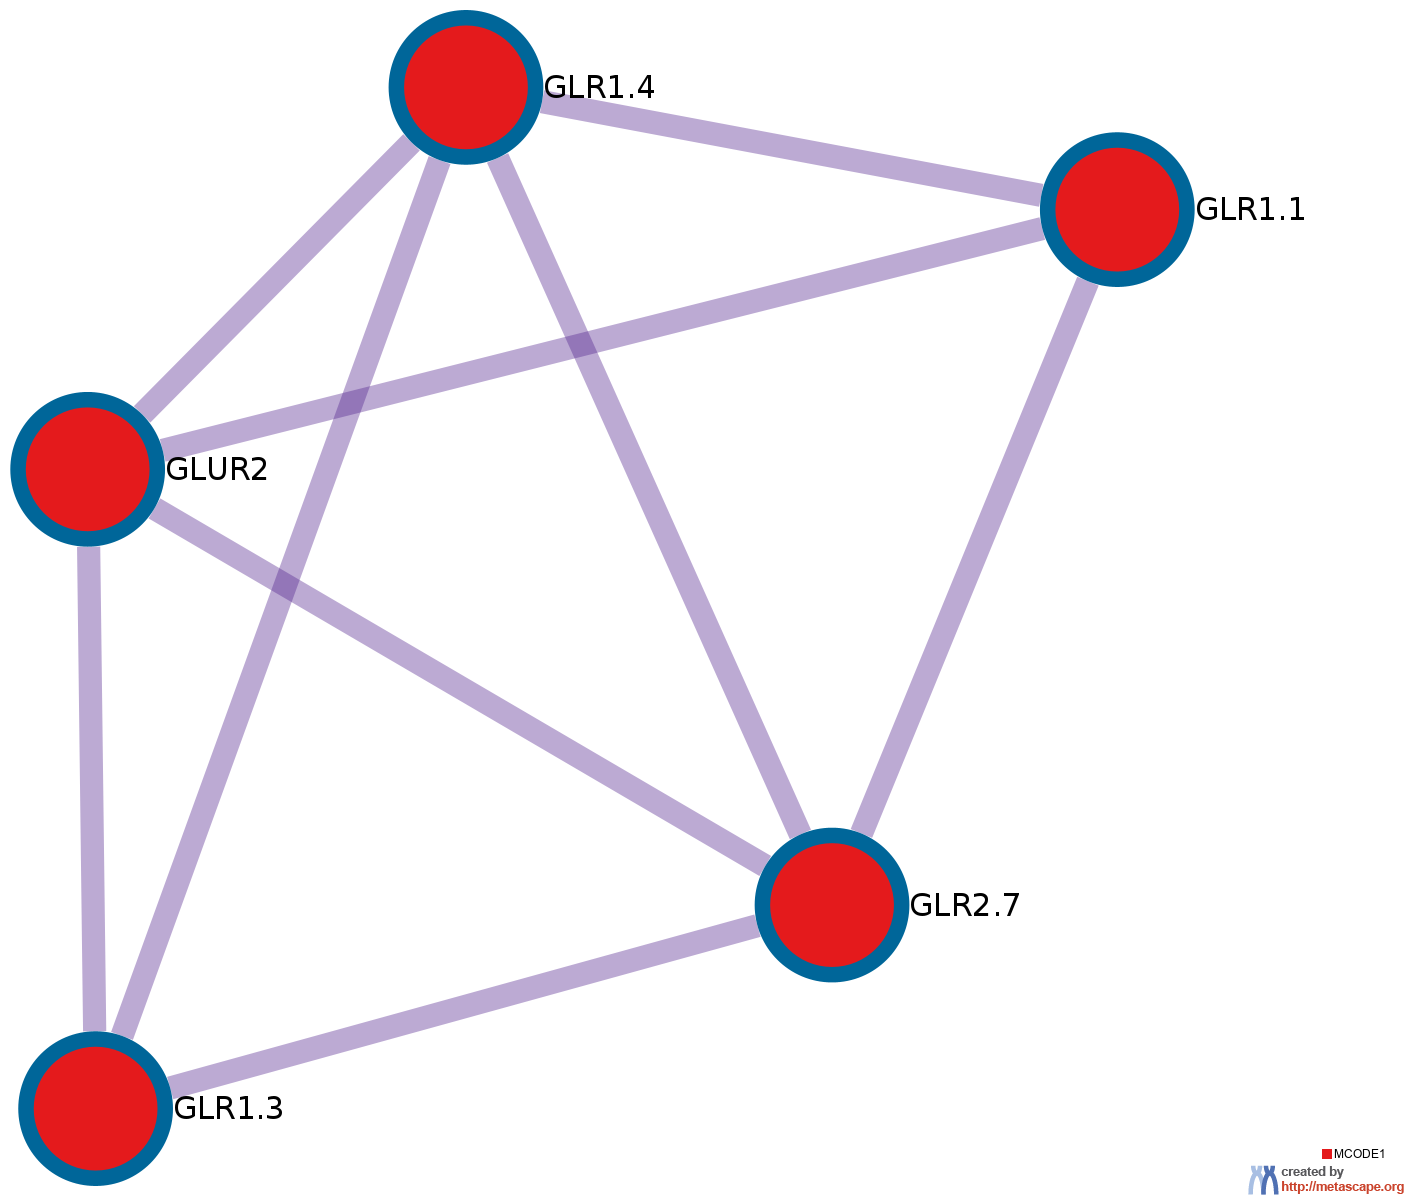 GLR1.4
GLR1.1
GLUR2
GLR2.7
GLR1.3
MCODE1
created by
http://metascape.org